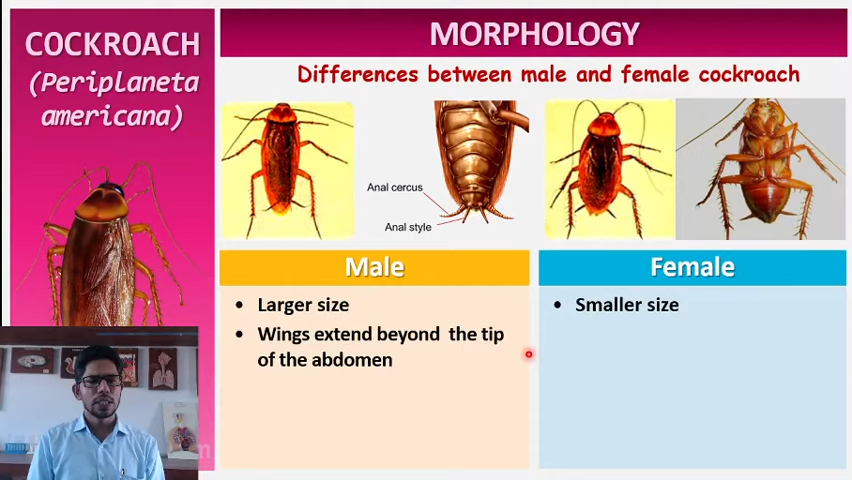 COCKROACH
(Periplaneta
americana)
MORPHOLOGY
Differences between male and female cockroach
Anal cercus
Anal style
Male
• Larger size
• Wings extend beyond the tip
of the abdomen
Female
• Smaller size